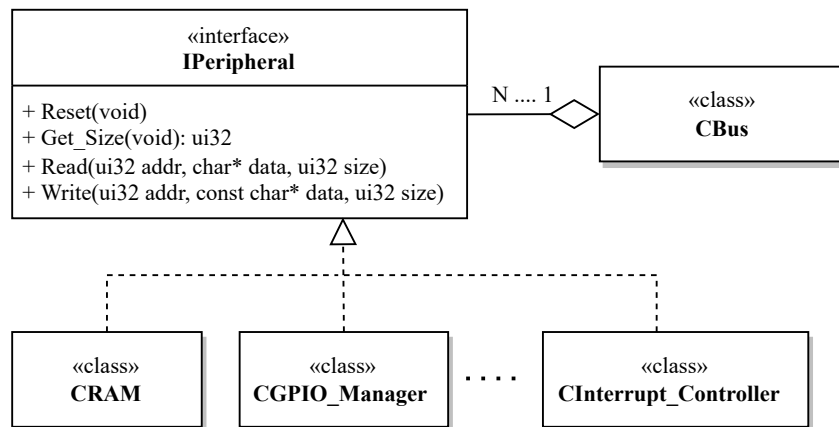 «interface»
IPeripheral
+ Reset(void)
+ Get_Size(void): ui32
+ Read(ui32 addr, char* data, ui32 size)
+ Write(ui32 addr, const char* data, ui32 size)
N .... 1
«class»
CBus
«class»
CRAM
«class»
CGPIO_Manager
. . . .
«class»
CInterrupt_Controller